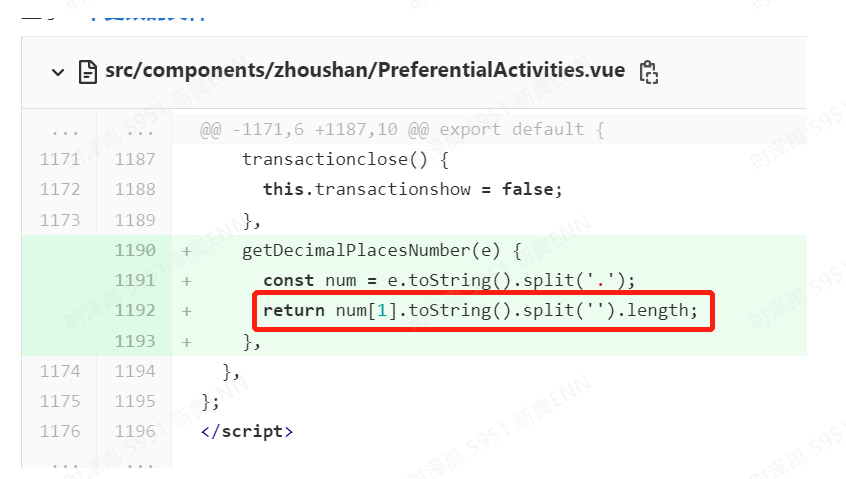 src/components/zhoushan/PreferentialActivities.vue
... ... @@ -1171,6 +1187,10 @@ export default {
1171 1187 transactionclose() {
1172 1188 this.transactionshow = false;
1173 1189 },
1190 + getDecimalPlacesNumber(e) {
1191 + const num = e.toString().split('.');
1192 + return num[1].toString().split('').length;
1193 + },
1174 1194 },
1175 1195 };
1176 1196 </script>
... ...
时泽禹 5951 新奥ENN